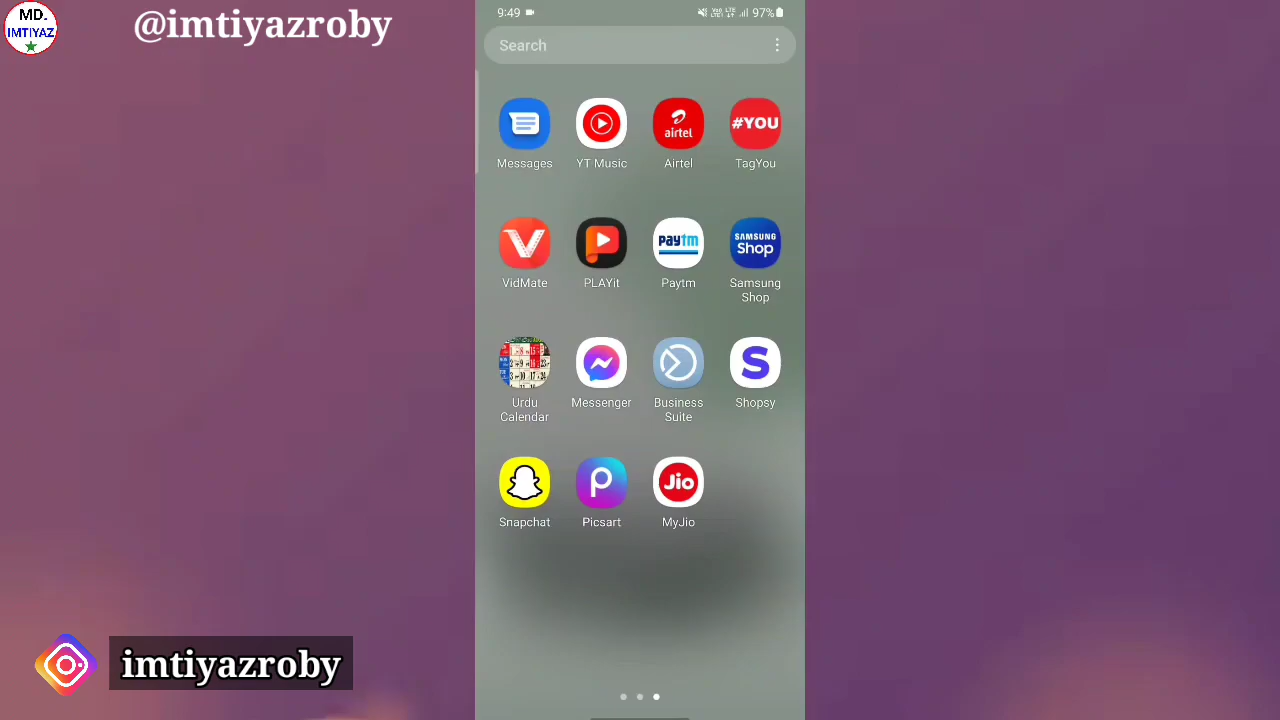 MD.
IMTIYAZ
@imtiyazroby
9:49
97%
Search
airtel
#YOU
Messages
YT Music
Airtel
TagYou
paytm
SAMSUNG
Shop
VidMate
PLAYit
Paytm
Samsung
Shop
S
Urdu
Calendar
Messenger
Business
Suite
Shopsy
P
Jio
Snapchat
Picsart
MyJio
imtiyazroby